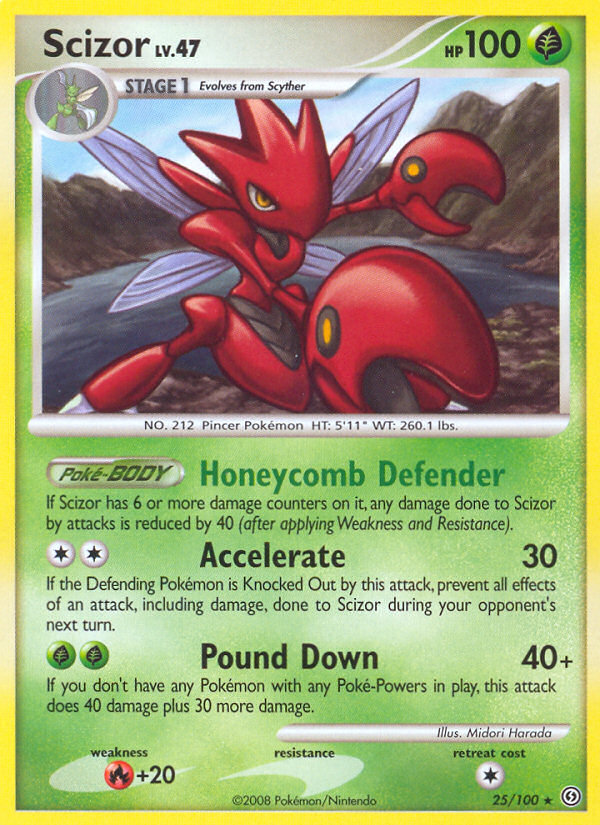 Scizor LV.47
HP 100
STAGE 1 Evolves from Scyther
NO. 212 Pincer Pokémon HT: 5'11" WT: 260.1 lbs.
Poké-BODY Honeycomb Defender
If Scizor has 6 or more damage counters on it, any damage done to Scizor
by attacks is reduced by 40 (after applying Weakness and Resistance).
Accelerate 30
If the Defending Pokémon is Knocked Out by this attack, prevent all effects
of an attack, including damage, done to Scizor during your opponent's
next turn.
Pound Down 40+
If you don't have any Pokémon with any Poké-Powers in play, this attack
does 40 damage plus 30 more damage.
Illus. Midori Harada
weakness resistance retreat cost
+20
©2008 Pokémon/Nintendo
25/100 ★